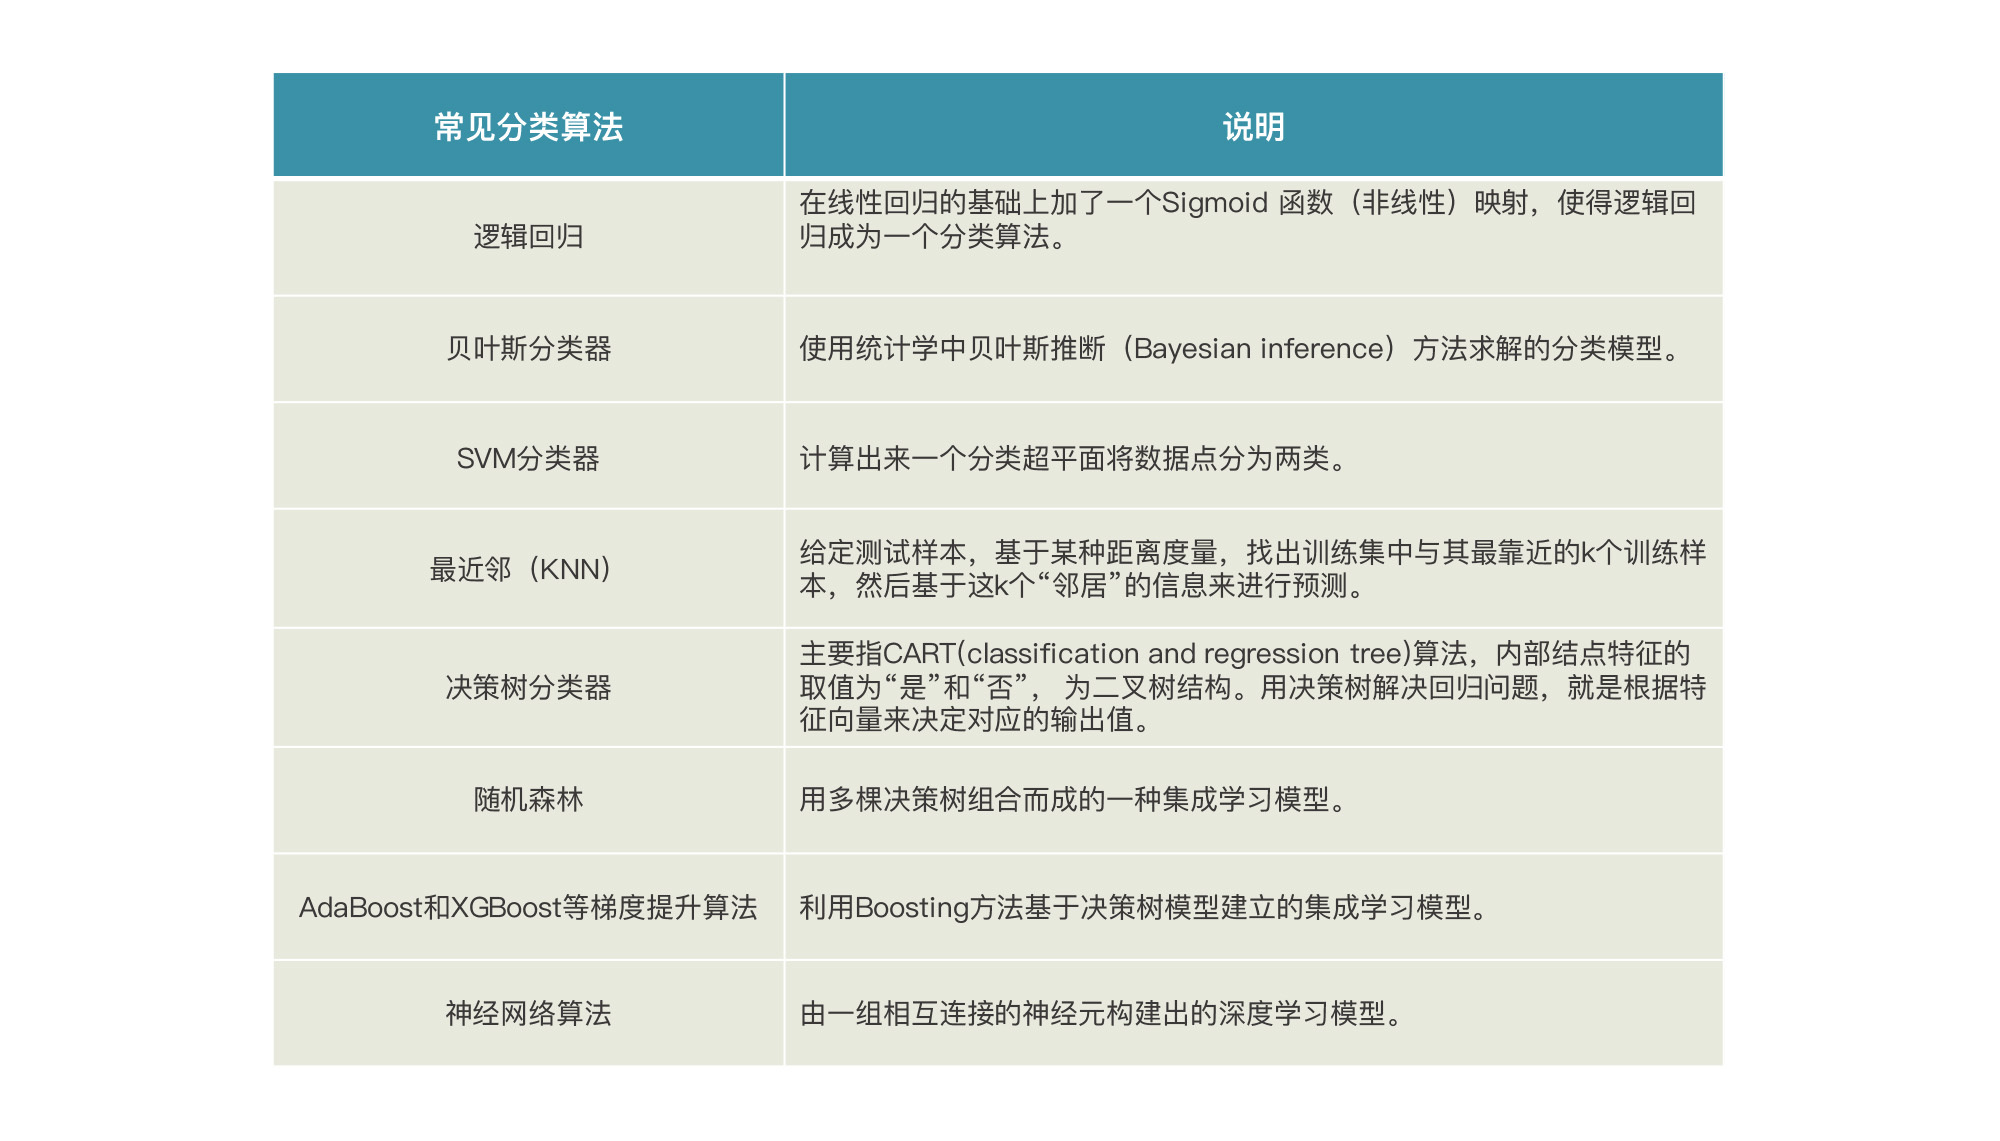 常见分类算法
说明
逻辑回归
在线性回归的基础上加了一个Sigmoid 函数（非线性）映射，使得逻辑回
归成为一个分类算法。
贝叶斯分类器
使用统计学中贝叶斯推断（Bayesian inference）方法求解的分类模型。
SVM分类器
计算出来一个分类超平面将数据点分为两类。
最近邻（KNN）
给定测试样本，基于某种距离度量，找出训练集中与其最靠近的k个训练样
本，然后基于这k个“邻居”的信息来进行预测。
决策树分类器
主要指CART(classification and regression tree)算法，内部结点特征的
取值为“是”和“否”， 为二叉树结构。用决策树解决回归问题，就是根据特
征向量来决定对应的输出值。
随机森林
用多棵决策树组合而成的一种集成学习模型。
AdaBoost和XGBoost等梯度提升算法
利用Boosting方法基于决策树模型建立的集成学习模型。
神经网络算法
由一组相互连接的神经元构建出的深度学习模型。